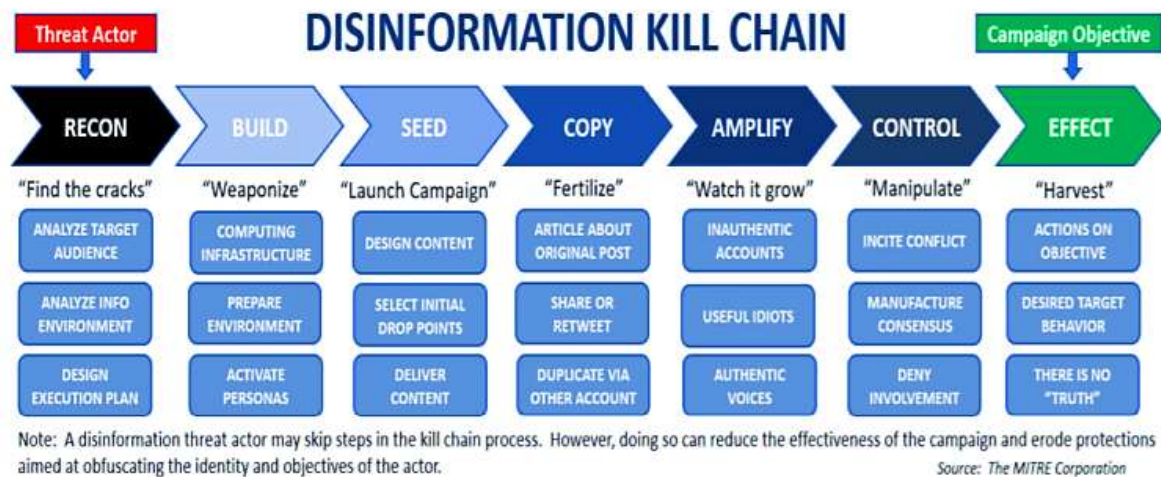 Threat Actor
DISINFORMATION KILL CHAIN
Campaign Objective
RECON
BUILD
SEED
COPY
AMPLIFY
CONTROL
EFFECT
“Find the cracks”
“Weaponize”
“Launch Campaign”
“Fertilize”
“Watch it grow”
“Manipulate”
“Harvest”
ANALYZE TARGET
AUDIENCE
COMPUTING
INFRASTRUCTURE
DESIGN CONTENT
ARTICLE ABOUT
ORIGINAL POST
INAUTHENTIC
ACCOUNTS
INCITE CONFLICT
ACTIONS ON
OBJECTIVE
ANALYZE INFO
ENVIRONMENT
PREPARE
ENVIRONMENT
SELECT INITIAL
DROP POINTS
SHARE OR
RETWEET
USEFUL IDIOTS
MANUFACTURE
CONSENSUS
DESIRED TARGET
BEHAVIOR
DESIGN
EXECUTION PLAN
ACTIVATE
PERSONAS
DELIVER
CONTENT
DUPLICATE VIA
OTHER ACCOUNT
AUTHENTIC
VOICES
DENY
INVOLVEMENT
THERE IS NO
“TRUTH”
Note: A disinformation threat actor may skip steps in the kill chain process. However, doing so can reduce the effectiveness of the campaign and erode protections
aimed at obfuscating the identity and objectives of the actor.
Source: The MITRE Corporation